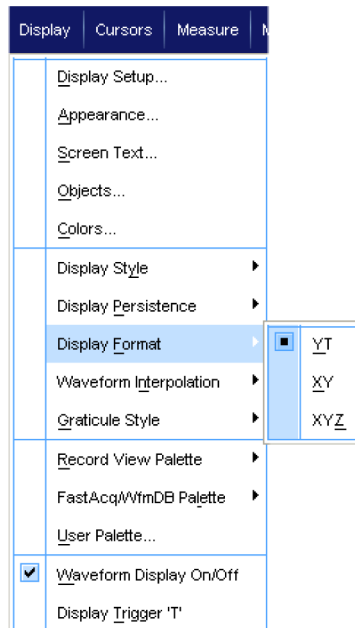 Display Cursors Measure
Display Setup...
Appearance...
Screen Text...
Objects...
Colors...
Display Style
Display Persistence
Display Format
YT
Waveform Interpolation
XY
Graticule Style
XYZ
Record View Palette
FastAcq/WfmDB Palette
User Palette...
Waveform Display On/Off
Display Trigger 'T'